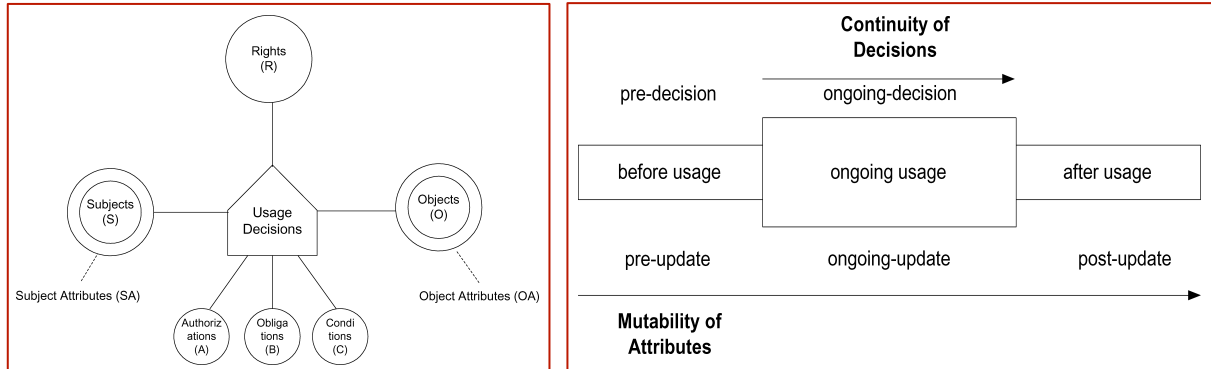 Rights
(R)
Subjects
(S)
Usage
Decisions
Objects
(O)
Subject Attributes (SA)
Object Attributes (OA)
Authoriz
ations
(A)
Obliga
tions
(B)
Condi
tions
(C)
Continuity of
Decisions
pre-decision
ongoing-decision
before usage
ongoing usage
after usage
pre-update
ongoing-update
post-update
Mutability of
Attributes